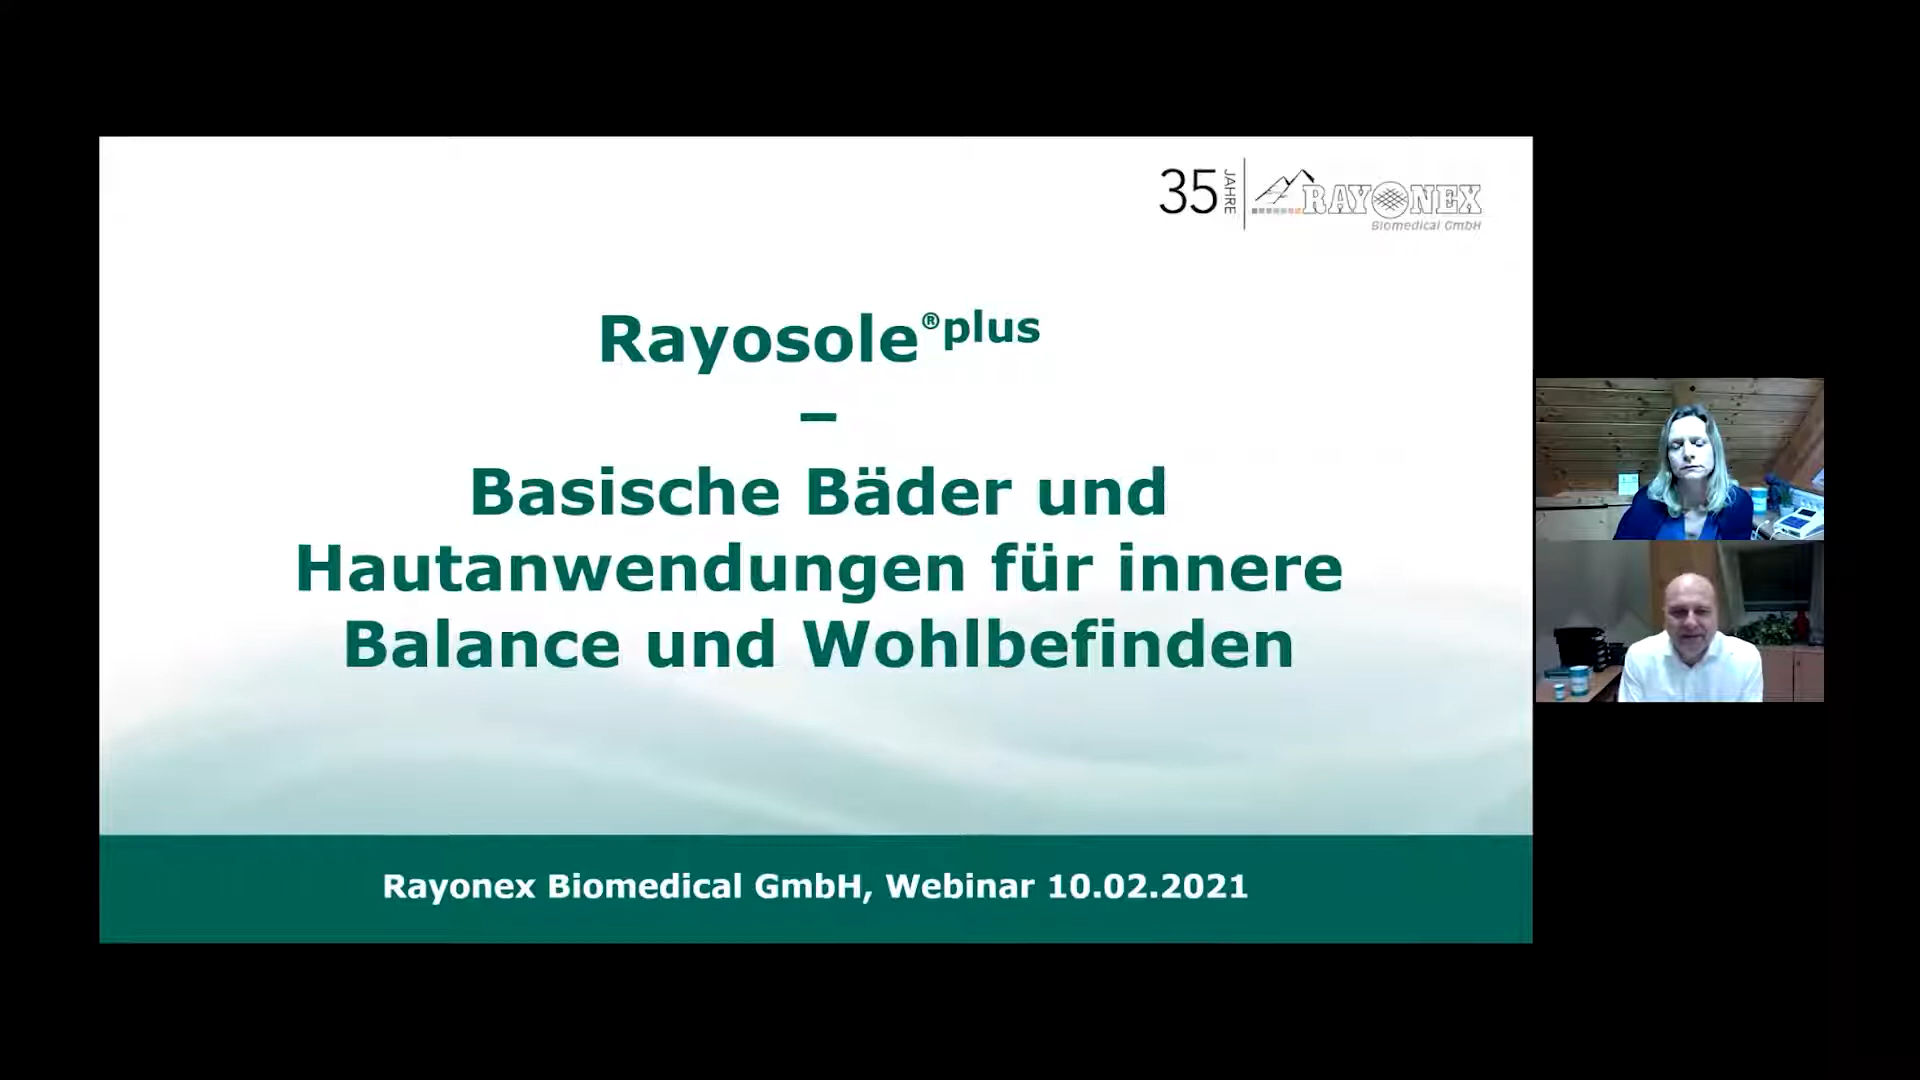 35 JAHRE
RAYONEX
Biomedical GmbH
Rayosole®plus
–
Basische Bäder und
Hautanwendungen für innere
Balance und Wohlbefinden
Rayonex Biomedical GmbH, Webinar 10.02.2021